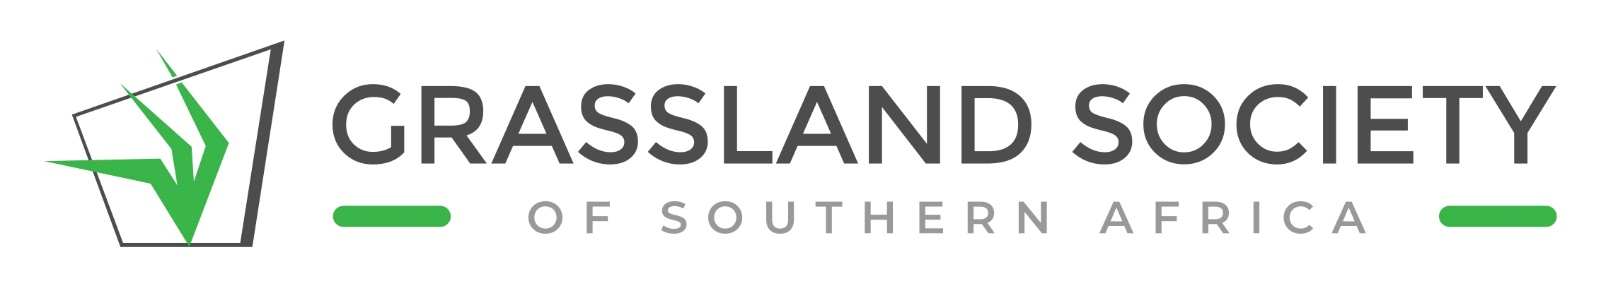 GRASSLAND SOCIETY
OF SOUTHERN AFRICA